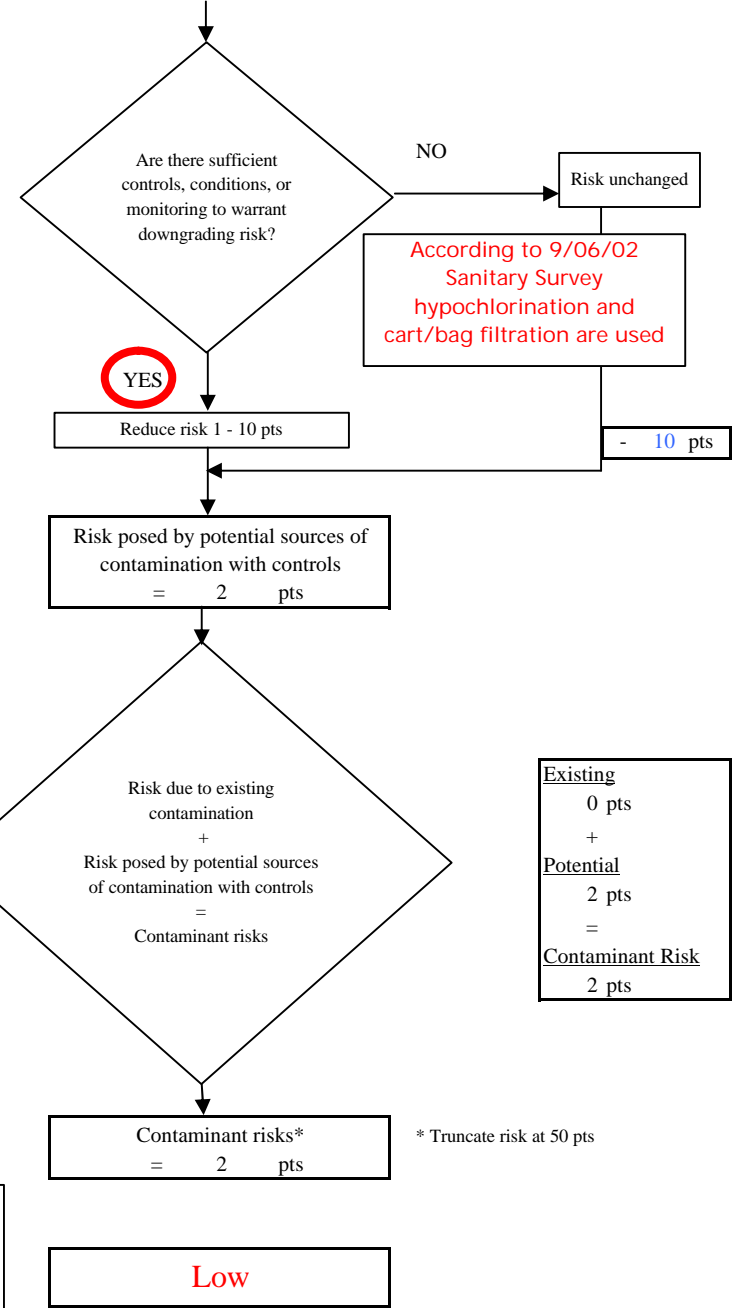 Are there sufficient
controls, conditions, or
monitoring to warrant
downgrading risk?
NO
Risk unchanged
According to 9/06/02
Sanitary Survey
hypochlorination and
cart/bag filtration are used
YES
Reduce risk 1 - 10 pts
- 10 pts
Risk posed by potential sources of
contamination with controls
= 2 pts
Risk due to existing
contamination
+
Risk posed by potential sources
of contamination with controls
=
Contaminant risks
Existing
0 pts
+
Potential
2 pts
=
Contaminant Risk
2 pts
Contaminant risks*
= 2 pts
* Truncate risk at 50 pts
Low